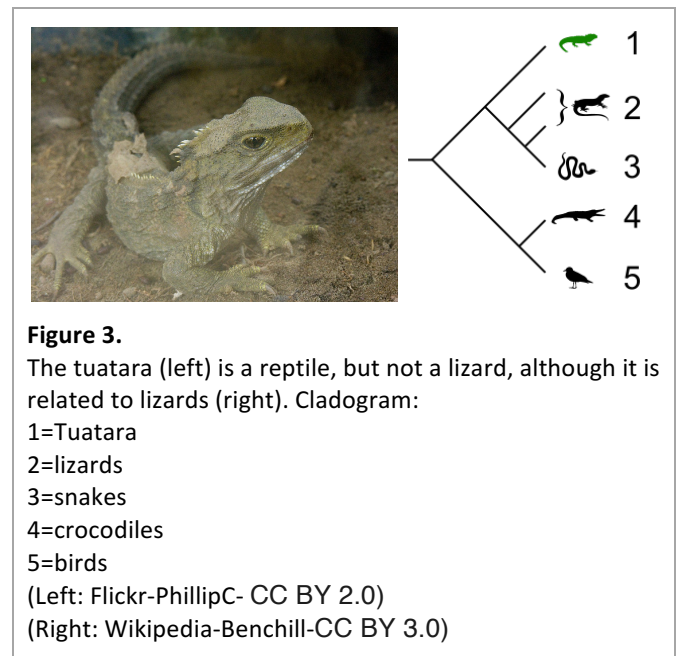 1
2
3
4
5
Figure 3.
The tuatara (left) is a reptile, but not a lizard, although it is
related to lizards (right). Cladogram:
1=Tuatara
2=lizards
3=snakes
4=crocodiles
5=birds
(Left: Flickr-PhillipC- CC BY 2.0)
(Right: Wikipedia-Benchill-CC BY 3.0)